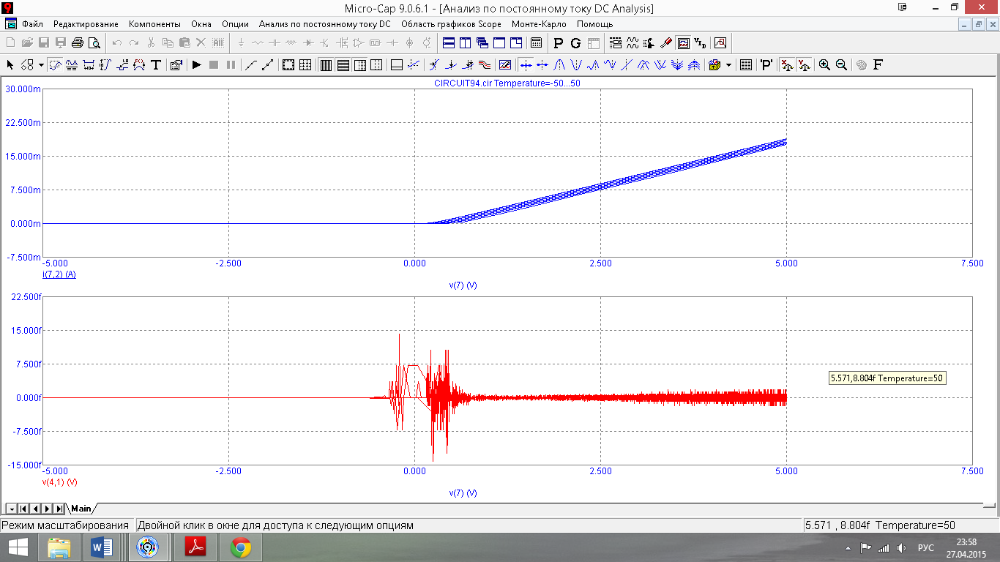 Micro-Cap 9.0.6.1 - [Анализ по постоянному току DC Analysis]
Файл Редактирование Компоненты Окна Опции Анализ по постоянному току DC Область графиков Scope Монте-Карло Помощь
CIRCUIT94.cir Temperature=-50...50
30.000m
22.500m
15.000m
7.500m
0.000m
-7.500m
-5.000 -2.500 0.000 2.500 5.000 7.500
i(7,2) (A)
v(7) (V)
22.500f
15.000f
7.500f
5.571,8.804f Temperature=50
0.000f
-7.500f
-15.000f
-5.000 -2.500 0.000 2.500 5.000 7.500
v(4,1) (V)
v(7) (V)
Main
Режим масштабирования Двойной клик в окне для доступа к следующим опциям 5.571 , 8.804f Temperature=50
РУС
23:58
27.04.2015